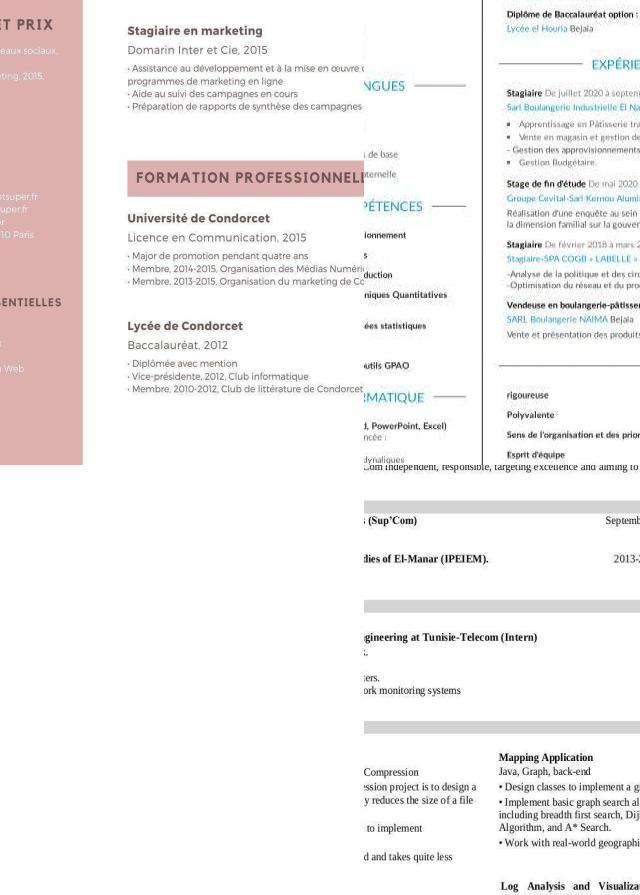 ET PRIX
eaux sociaux,
ting, 2015,
tsuper.fr
uper.fr
er
10 Paris
SENTIELLES
s
u Web
Stagiaire en marketing
Domarin Inter et Cie, 2015
• Assistance au développement et à la mise en œuvre d
programmes de marketing en ligne
• Aide au suivi des campagnes en cours
• Préparation de rapports de synthèse des campagnes
FORMATION PROFESSIONNELL
Université de Condorcet
Licence en Communication, 2015
• Major de promotion pendant quatre ans
• Membre, 2014-2015, Organisation des Médias Numéri
• Membre, 2013-2015, Organisation du marketing de Co
Lycée de Condorcet
Baccalauréat, 2012
• Diplômée avec mention
• Vice-présidente, 2012, Club informatique
• Membre, 2010-2012, Club de littérature de Condorcet
NGUES
s de base
aternelle
PÉTENCES
ionnement
s
duction
niques Quantitatives
ées statistiques
outils GPAO
RMATIQUE
d, PowerPoint, Excel)
ncée :
dynaliques
Diplôme de Baccalauréat option :
Lycée el Houria Bejaia
EXPÉRIE
Stagiaire De juillet 2020 à septem
Sarl Boulangerie Industrielle El Na
▪ Apprentissage en Pâtisserie tra
▪ Vente en magasin et gestion de
- Gestion des approvisionnements
▪ Gestion Budgétaire.
Stage de fin d'étude De mai 2020
Groupe Cevital-Sarl Kernou Alumi
Réalisation d'une enquête au sein
la dimension familial sur la gouver
Stagiaire De février 2018 à mars 2
Stagiaire-SPA COGB « LABELLE »
-Analyse de la politique et des circ
-Optimisation du réseau et du pro
Vendeuse en boulangerie-pâtisser
SARL Boulangerie NAIMA Bejaia
Vente et présentation des produits
rigoureuse
Polyvalente
Sens de l'organisation et des prior
Esprit d'équipe
Com independent, responsible, targeting excellence and aiming to
s (Sup'Com) Septemb
dies of El-Manar (IPEIEM). 2013-2
ngineering at Tunisie-Telecom (Intern)
k.
ters.
ork monitoring systems
Compression
ession project is to design a
y reduces the size of a file
to implement
d and takes quite less
Mapping Application
Java, Graph, back-end
• Design classes to implement a g
• Implement basic graph search al
including breadth first search, Dij
Algorithm, and A* Search.
• Work with real-world geographi
Log Analysis and Visualiza